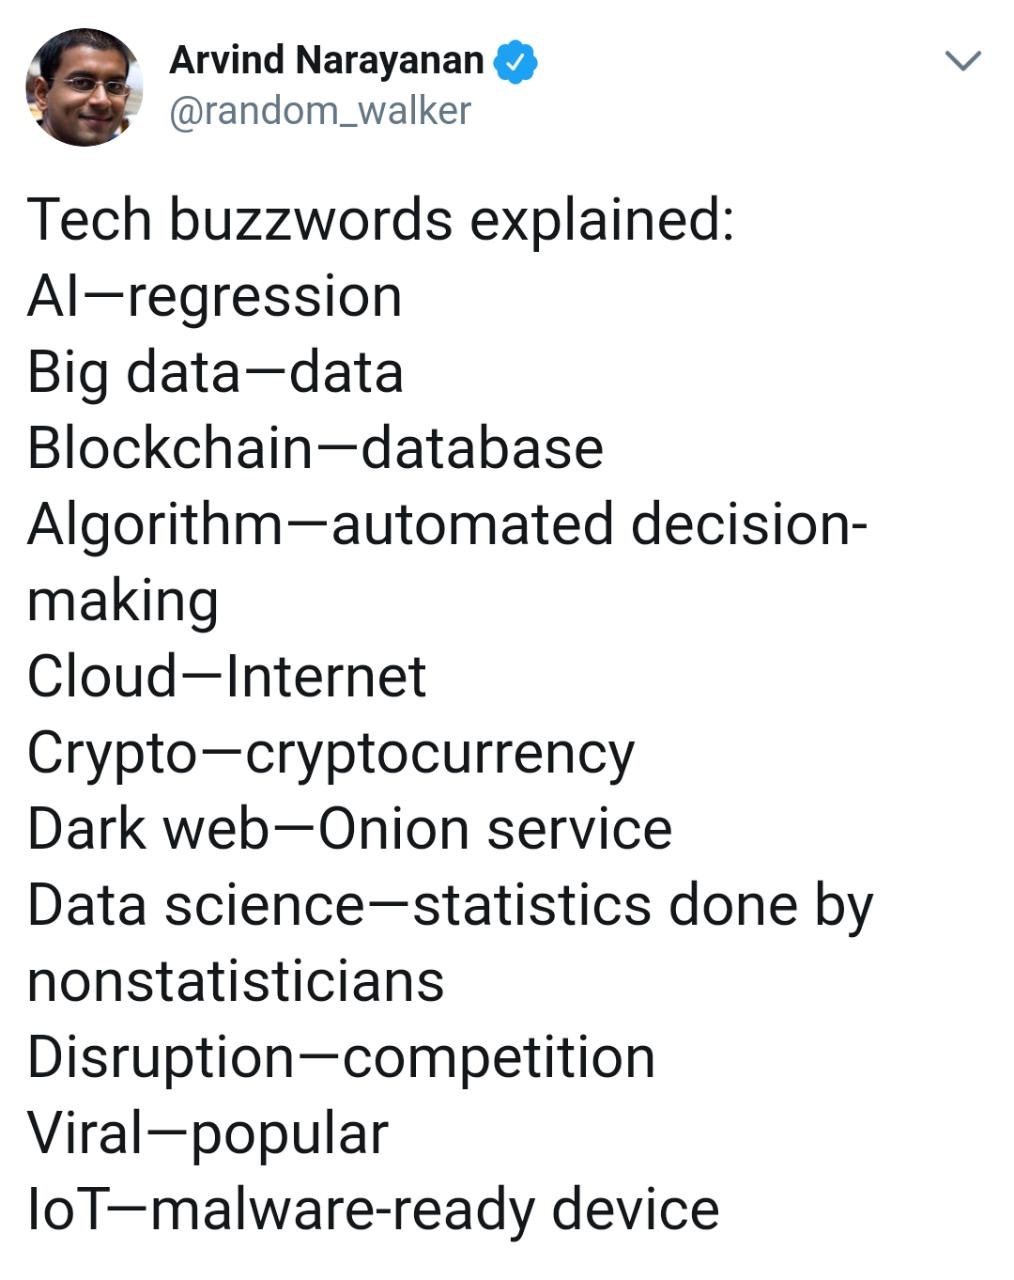 Arvind Narayanan
@random_walker
Tech buzzwords explained:
AI—regression
Big data—data
Blockchain—database
Algorithm—automated decision-
making
Cloud—Internet
Crypto—cryptocurrency
Dark web—Onion service
Data science—statistics done by
nonstatisticians
Disruption—competition
Viral—popular
IoT—malware-ready device